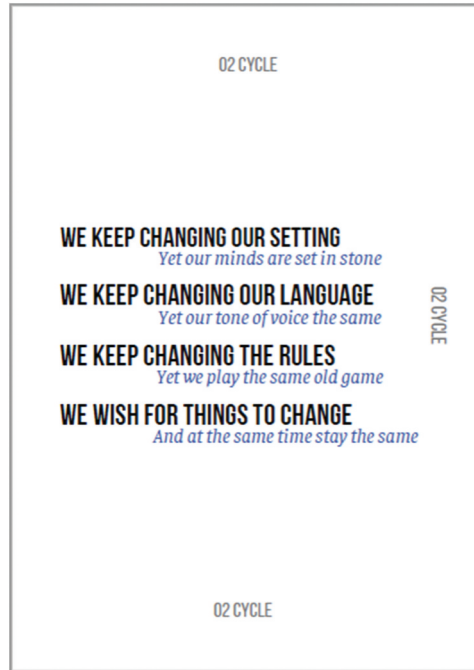 02 CYCLE
WE KEEP CHANGING OUR SETTING
Yet our minds are set in stone
WE KEEP CHANGING OUR LANGUAGE
Yet our tone of voice the same
02 CYCLE
WE KEEP CHANGING THE RULES
Yet we play the same old game
WE WISH FOR THINGS TO CHANGE
And at the same time stay the same
02 CYCLE